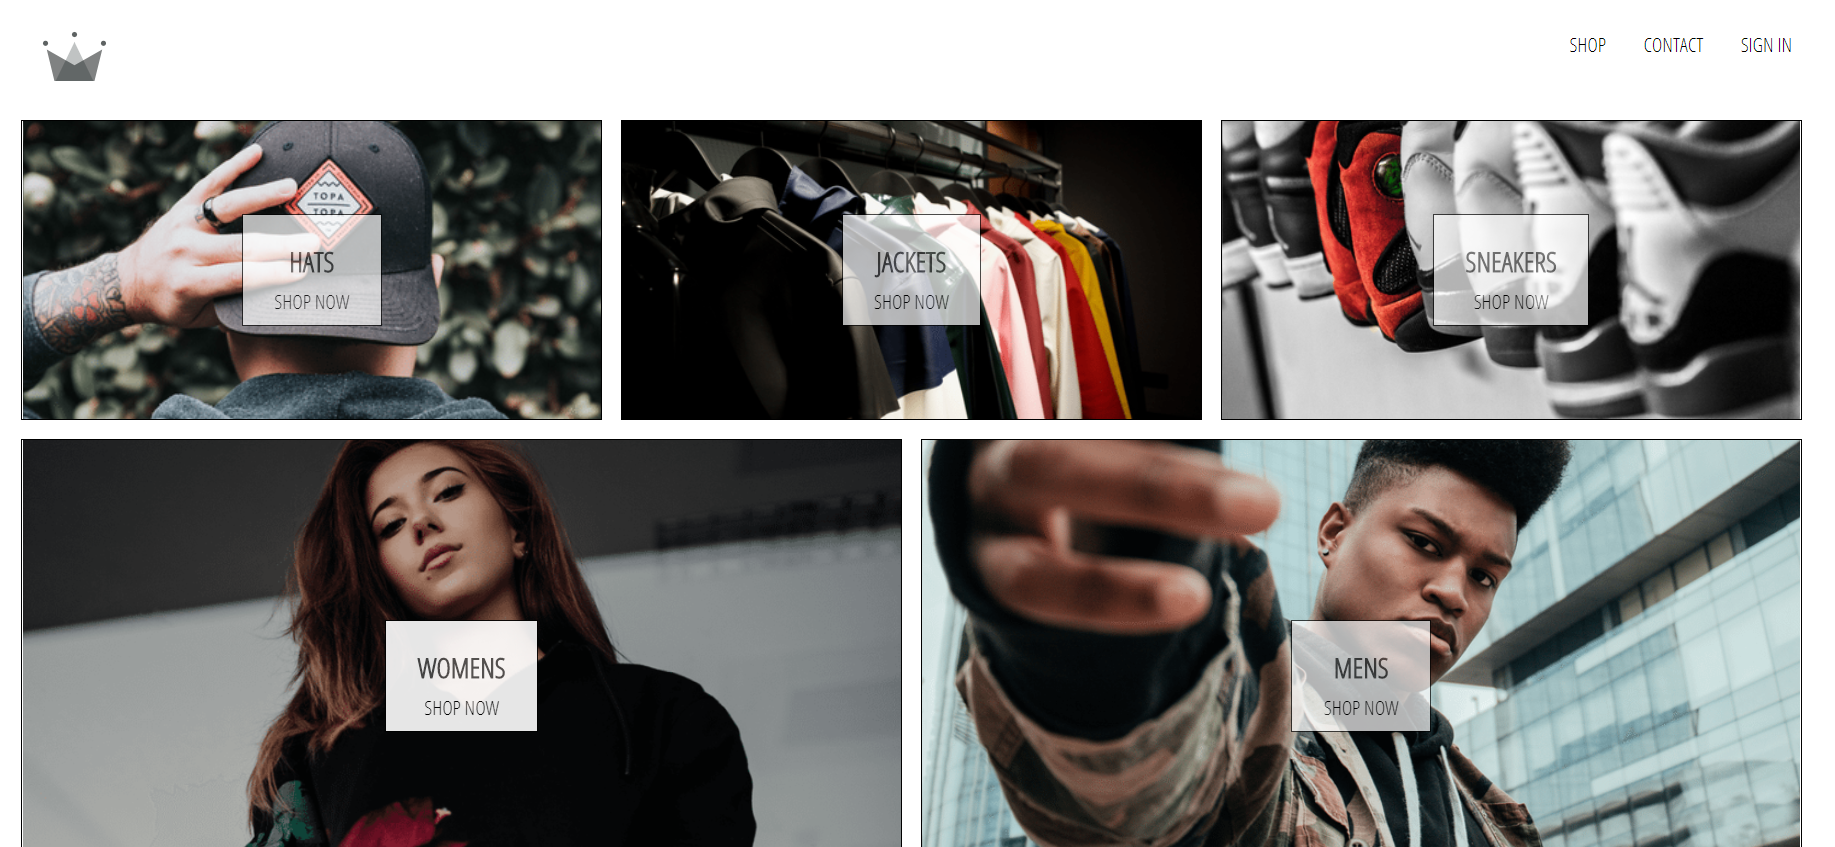 SHOP CONTACT SIGN IN
TOPA
TOPA
HATS
SHOP NOW
JACKETS
SHOP NOW
SNEAKERS
SHOP NOW
WOMENS
SHOP NOW
MENS
SHOP NOW